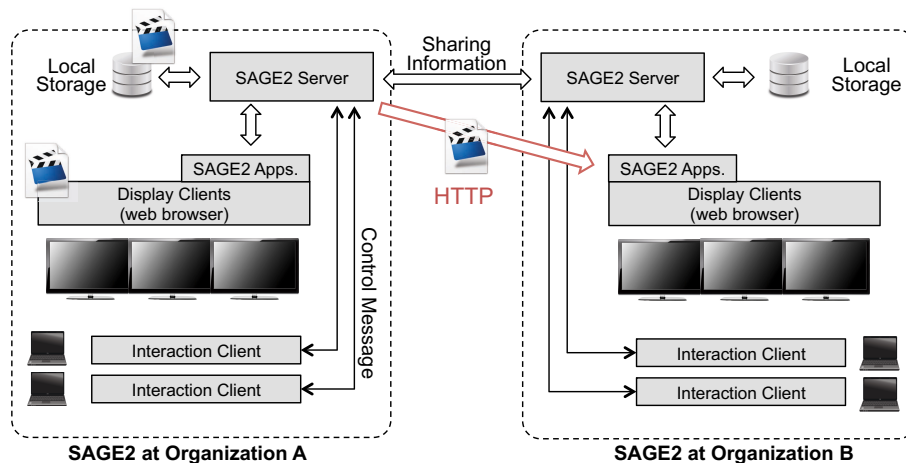 Local
Storage
SAGE2 Server
Sharing
Information
SAGE2 Server
Local
Storage
SAGE2 Apps.
Display Clients
(web browser)
HTTP
SAGE2 Apps.
Display Clients
(web browser)
Control Message
Interaction Client
Interaction Client
Interaction Client
Interaction Client
SAGE2 at Organization A
SAGE2 at Organization B